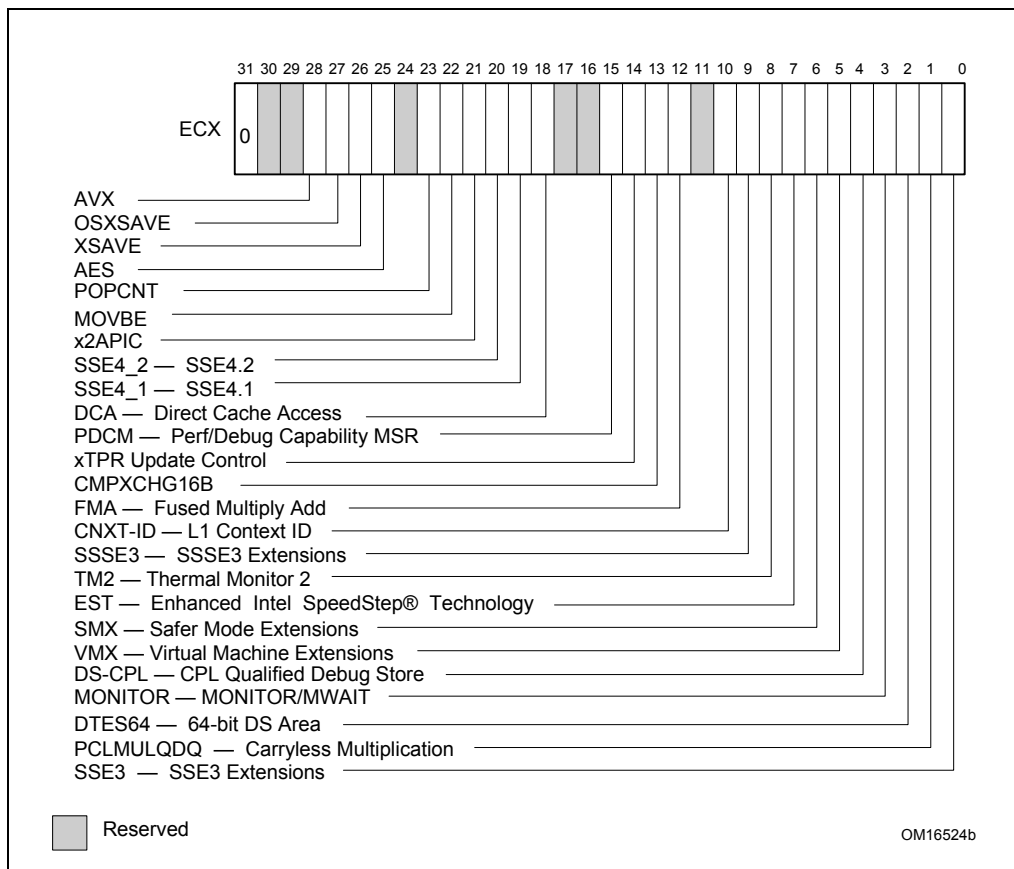 31 30 29 28 27 26 25 24 23 22 21 20 19 18 17 16 15 14 13 12 11 10 9 8 7 6 5 4 3 2 1 0
ECX
0
AVX
OSXSAVE
XSAVE
AES
POPCNT
MOVBE
x2APIC
SSE4_2 — SSE4.2
SSE4_1 — SSE4.1
DCA — Direct Cache Access
PDCM — Perf/Debug Capability MSR
xTPR Update Control
CMPXCHG16B
FMA — Fused Multiply Add
CNXT-ID — L1 Context ID
SSSE3 — SSSE3 Extensions
TM2 — Thermal Monitor 2
EST — Enhanced Intel SpeedStep® Technology
SMX — Safer Mode Extensions
VMX — Virtual Machine Extensions
DS-CPL — CPL Qualified Debug Store
MONITOR — MONITOR/MWAIT
DTES64 — 64-bit DS Area
PCLMULQDQ — Carryless Multiplication
SSE3 — SSE3 Extensions
Reserved
OM16524b